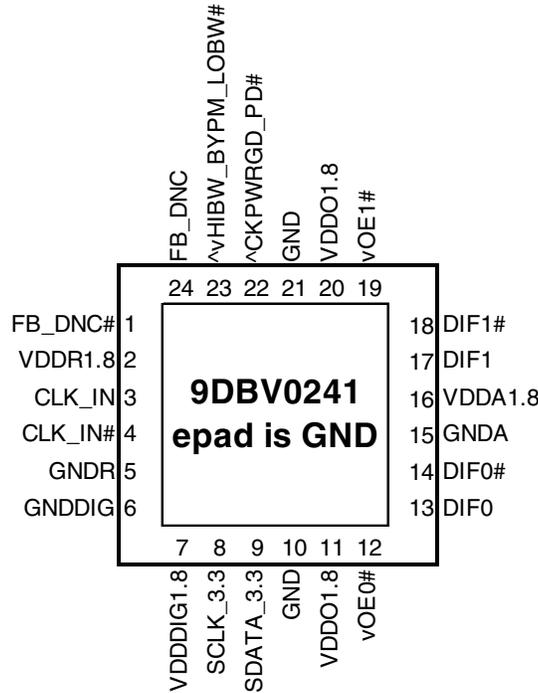 FB_DNC
^vHIBW_BYPM_LOBW#
^CKPWRGD_PD#
GND
VDDO1.8
vOE1#
24 23 22 21 20 19
FB_DNC# 1
VDDR1.8 2
CLK_IN 3
CLK_IN# 4
GNDR 5
GNDDIG 6
9DBV0241
epad is GND
18 DIF1#
17 DIF1
16 VDDA1.8
15 GNDA
14 DIF0#
13 DIF0
7 8 9 10 11 12
VDDDIG1.8
SCLK_3.3
SDATA_3.3
GND
VDDO1.8
vOE0#